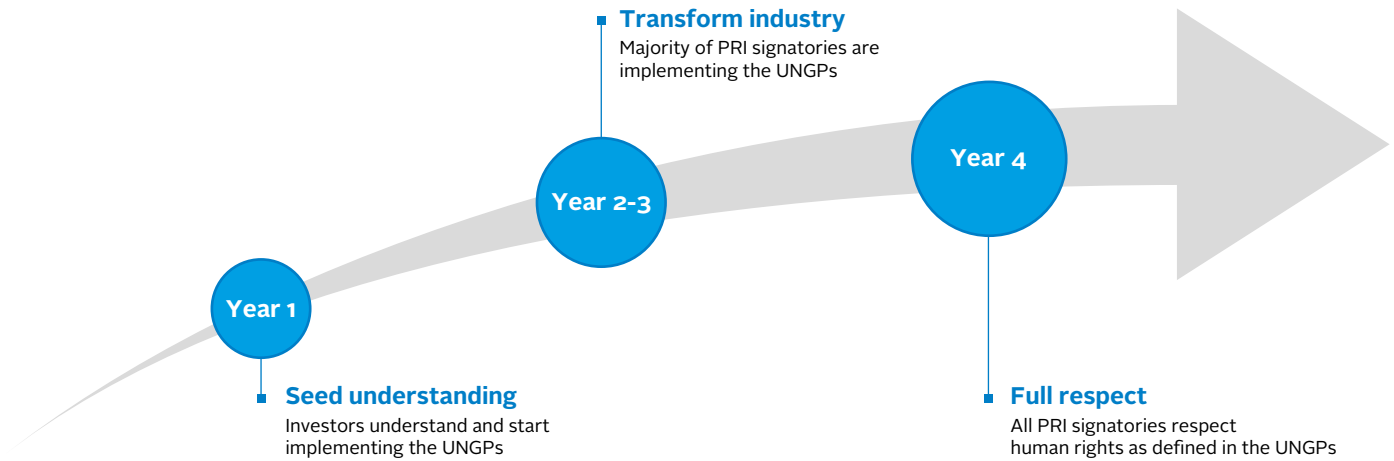 Transform industry
Majority of PRI signatories are
implementing the UNGPs
Year 1
Year 2-3
Year 4
Seed understanding
Investors understand and start
implementing the UNGPs
Full respect
All PRI signatories respect
human rights as defined in the UNGPs